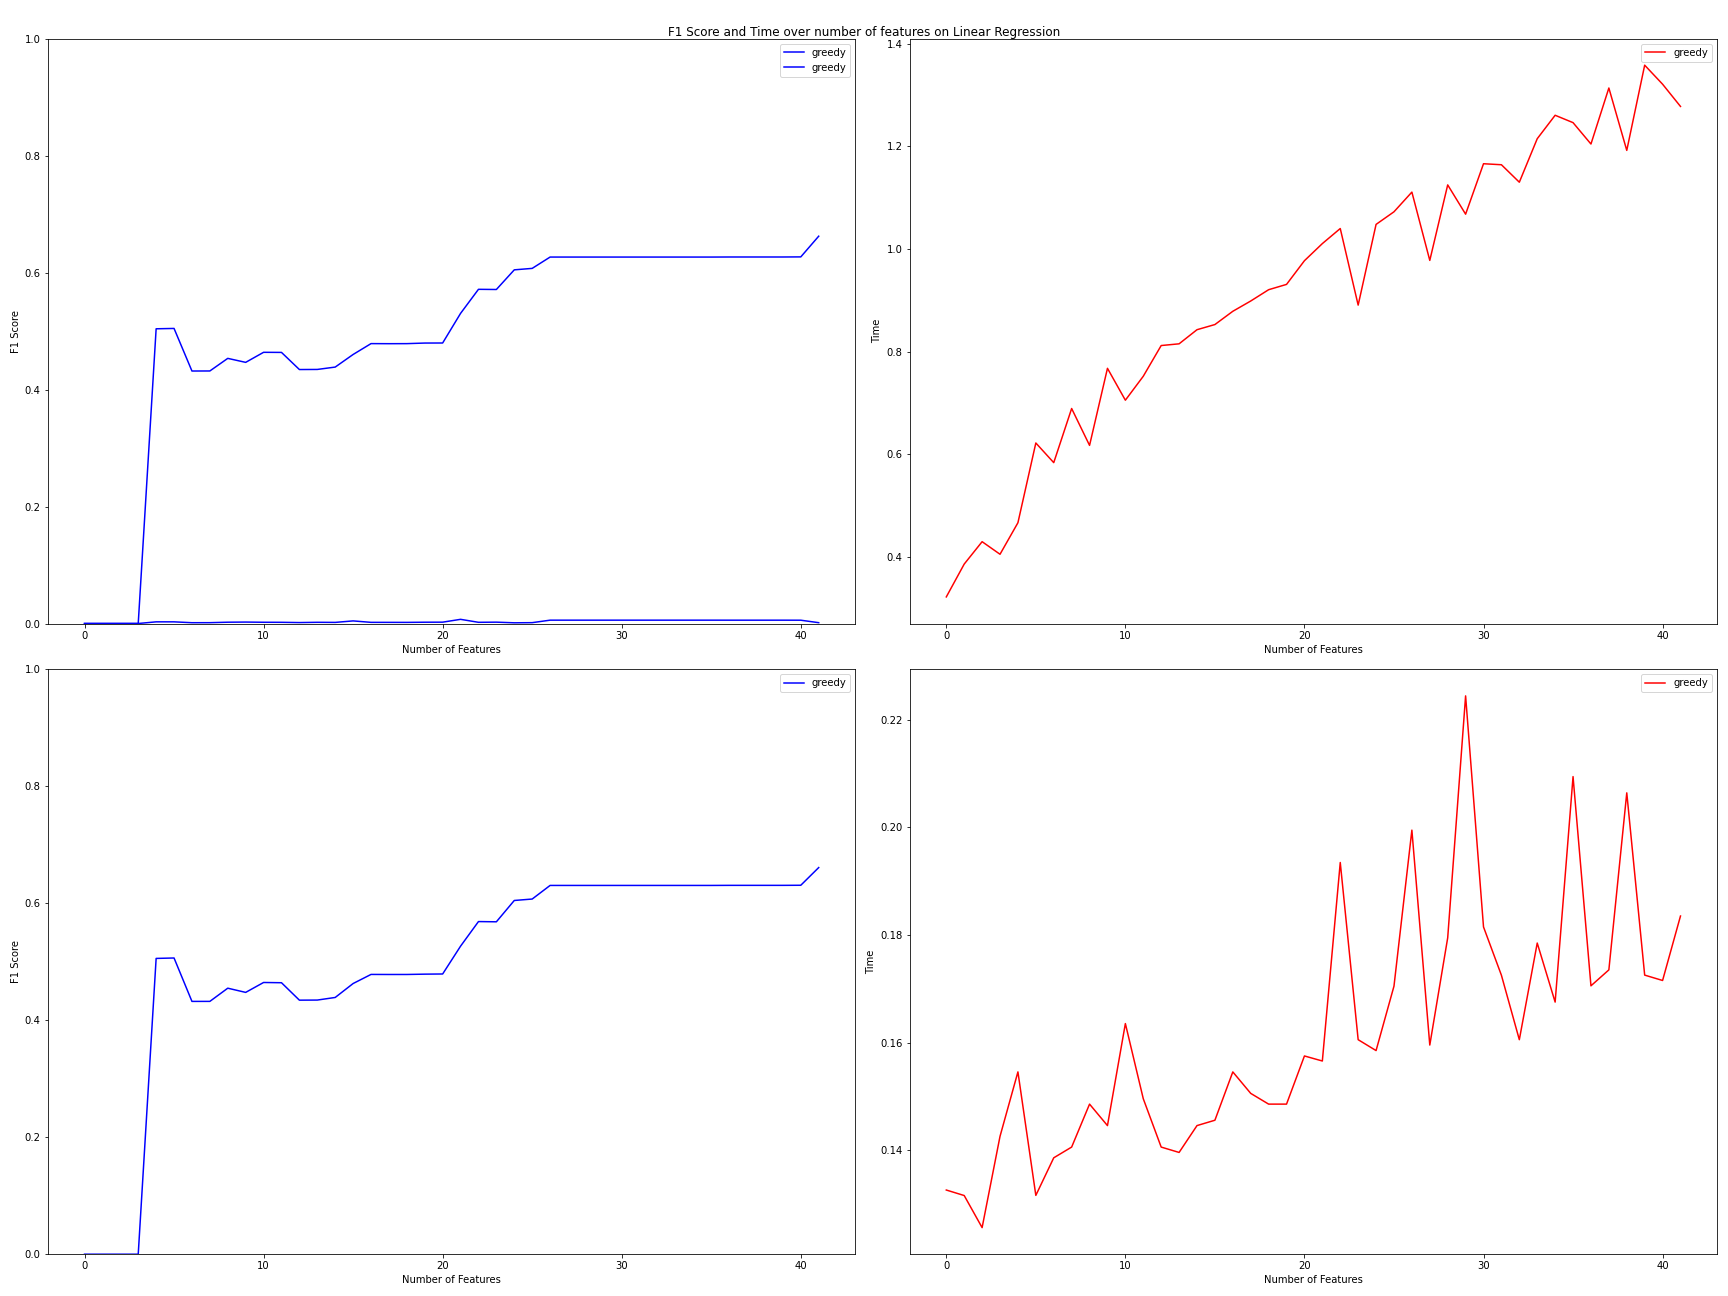 F1 Score and Time over number of features on Linear Regression
1.0
0.8
0.6
0.4
0.2
0.0
F1 Score
0 10 20 30 40
Number of Features
greedy
greedy
1.4
1.2
1.0
0.8
0.6
0.4
Time
0 10 20 30 40
Number of Features
greedy
1.0
0.8
0.6
0.4
0.2
0.0
F1 Score
0 10 20 30 40
Number of Features
greedy
0.22
0.20
0.18
0.16
0.14
Time
0 10 20 30 40
Number of Features
greedy